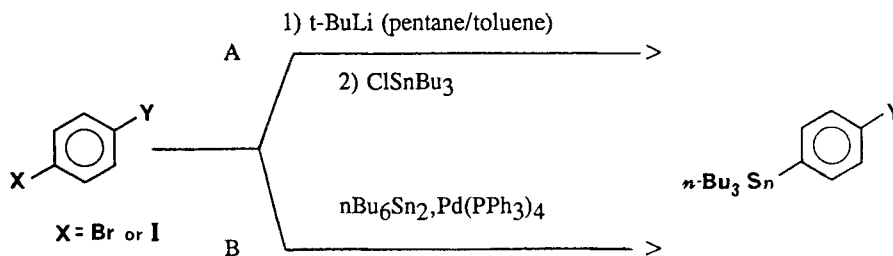 1) t-BuLi (pentane/toluene)
A
2) ClSnBu3
Y
X
X = Br or I
nBu6Sn2,Pd(PPh3)4
B
Y
n-Bu3 Sn